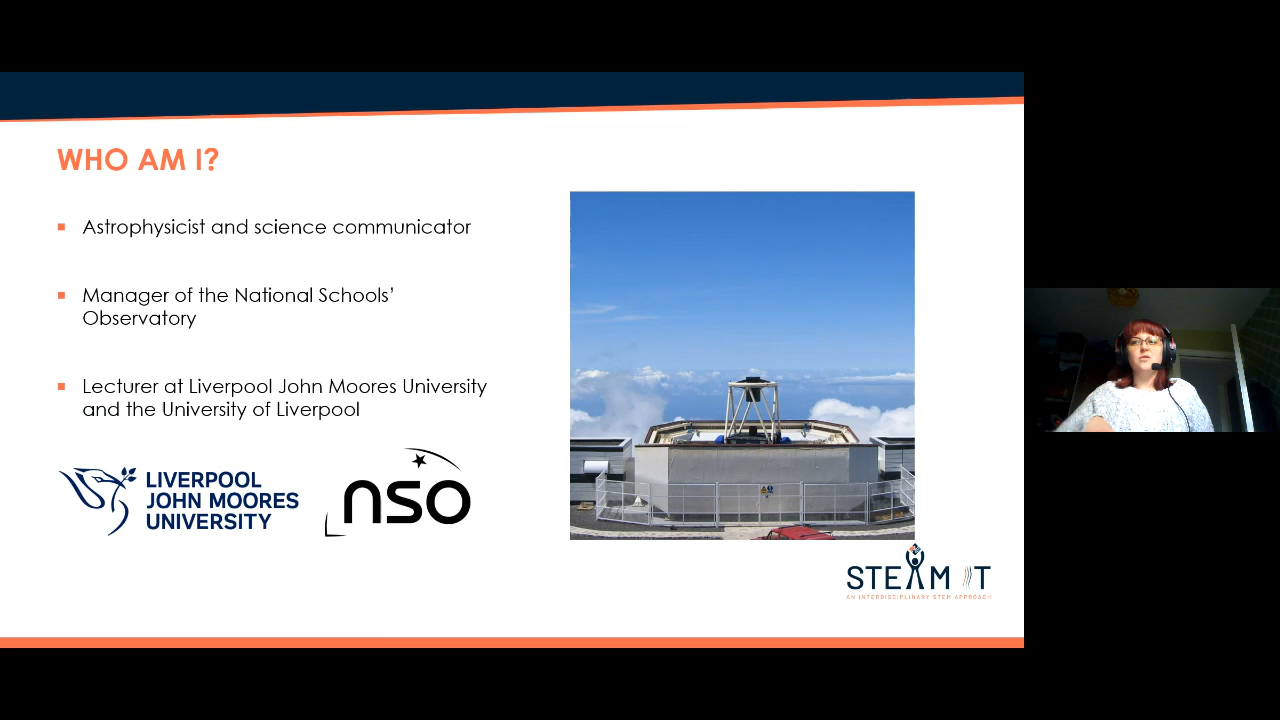 WHO AM I?
Astrophysicist and science communicator
Manager of the National Schools’
Observatory
Lecturer at Liverpool John Moores University
and the University of Liverpool
LIVERPOOL
JOHN MOORES
UNIVERSITY
nso
STEAM IT
AN INTERDISCIPLINARY STEM APPROACH